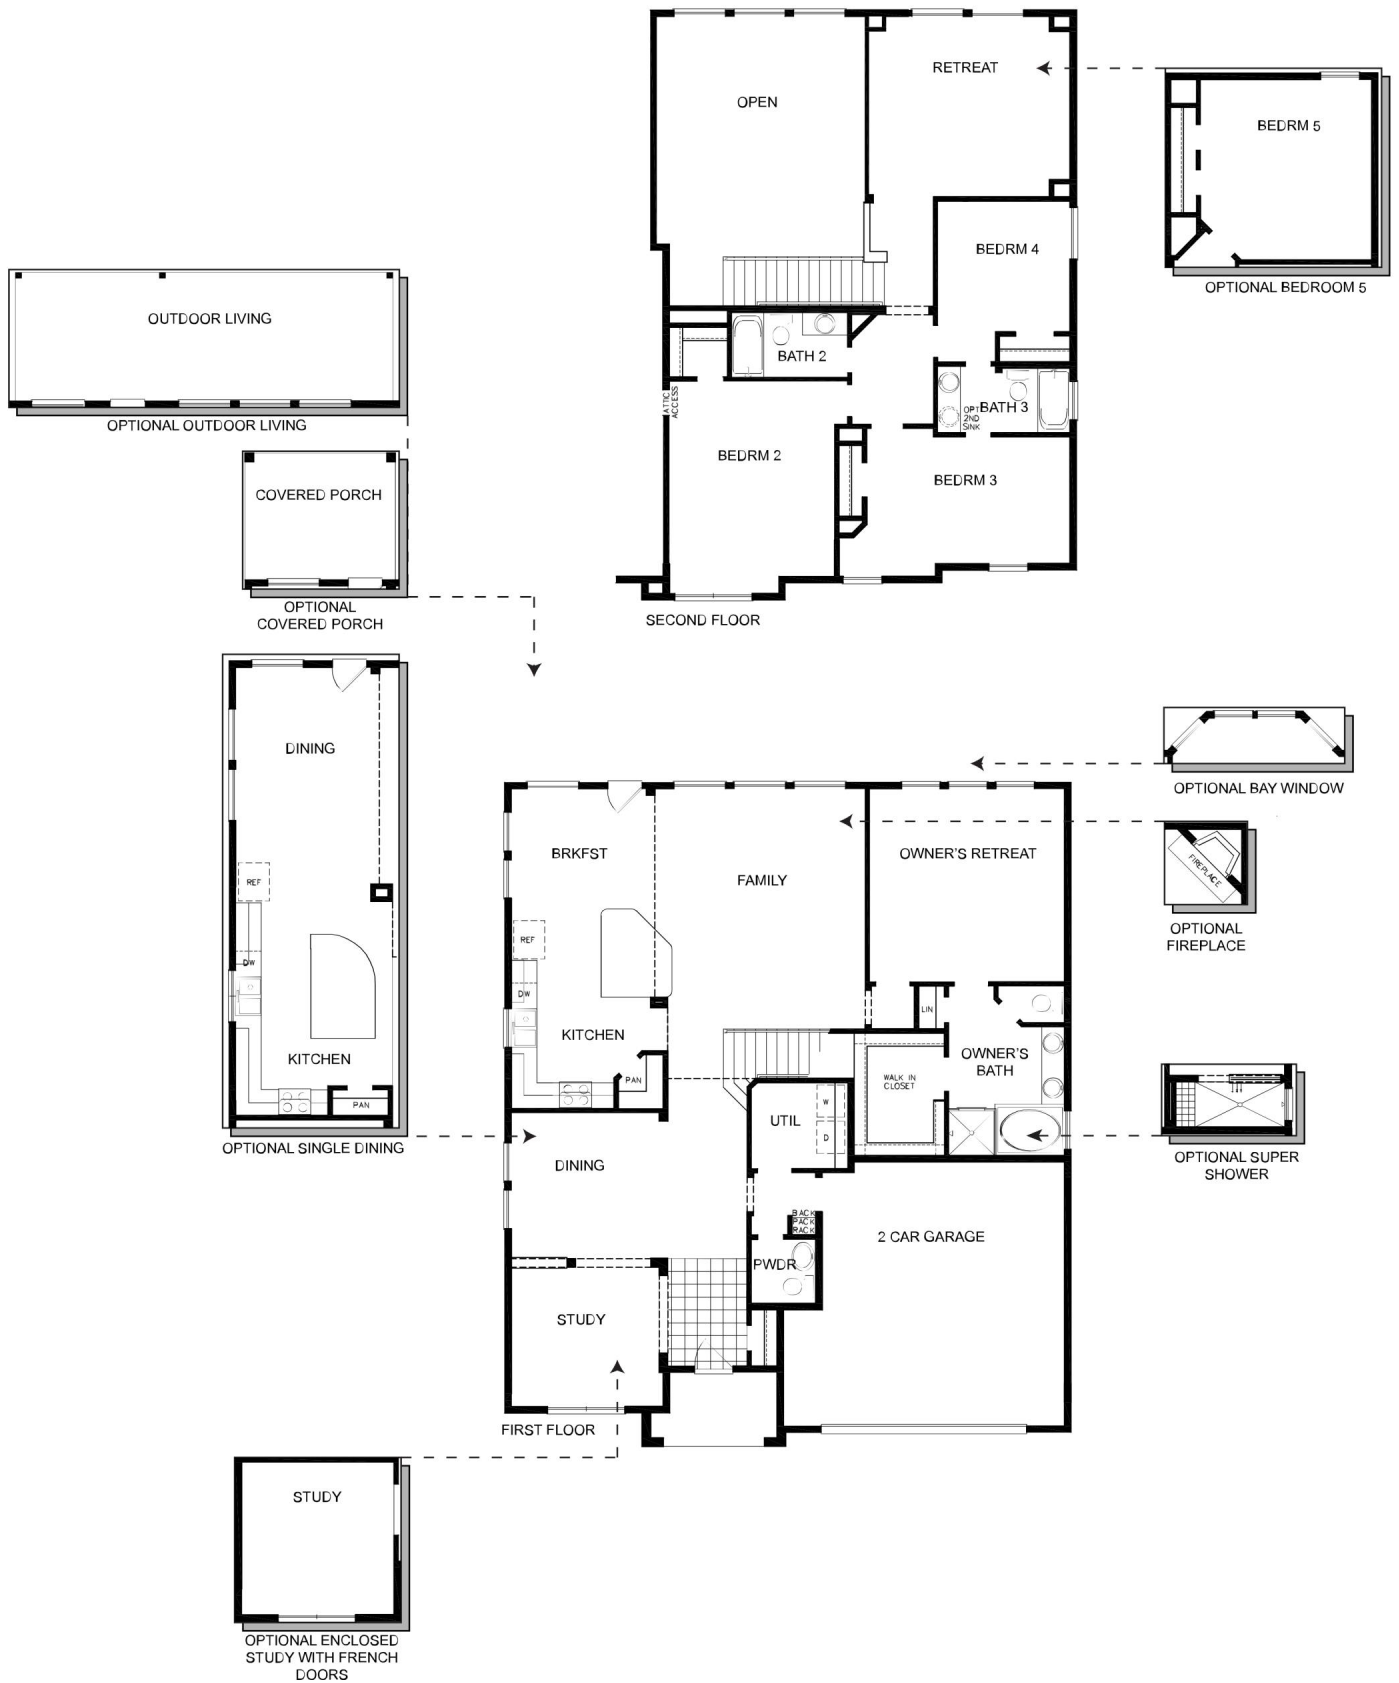 RETREAT
OPEN
BEDRM 5
BEDRM 4
OPTIONAL BEDROOM 5
OUTDOOR LIVING
BATH 2
ATTIC
ACCESS
OPT
2ND
SINK
BATH 3
OPTIONAL OUTDOOR LIVING
BEDRM 2
BEDRM 3
COVERED PORCH
OPTIONAL
COVERED PORCH
SECOND FLOOR
DINING
OPTIONAL BAY WINDOW
BRKFST
OWNER'S RETREAT
FAMILY
FIREPLACE
REF
REF
OPTIONAL
FIREPLACE
DW
DW
LIN
KITCHEN
KITCHEN
OWNER'S
BATH
WALK IN
CLOSET
PAN
PAN
W
UTIL
D
OPTIONAL SINGLE DINING
DINING
OPTIONAL SUPER
SHOWER
BACK
PACK
RACK
2 CAR GARAGE
PWDR
STUDY
FIRST FLOOR
STUDY
OPTIONAL ENCLOSED
STUDY WITH FRENCH
DOORS